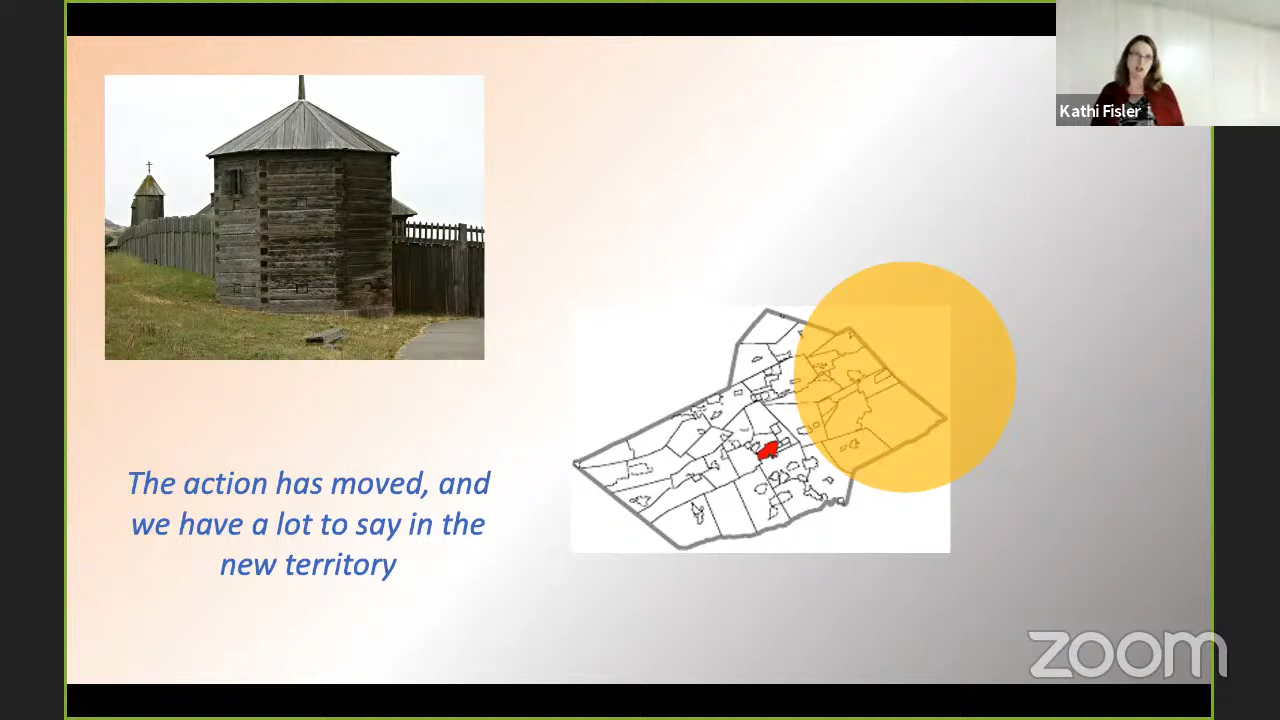 Kathi Fisler
The action has moved, and
we have a lot to say in the
new territory
zoom